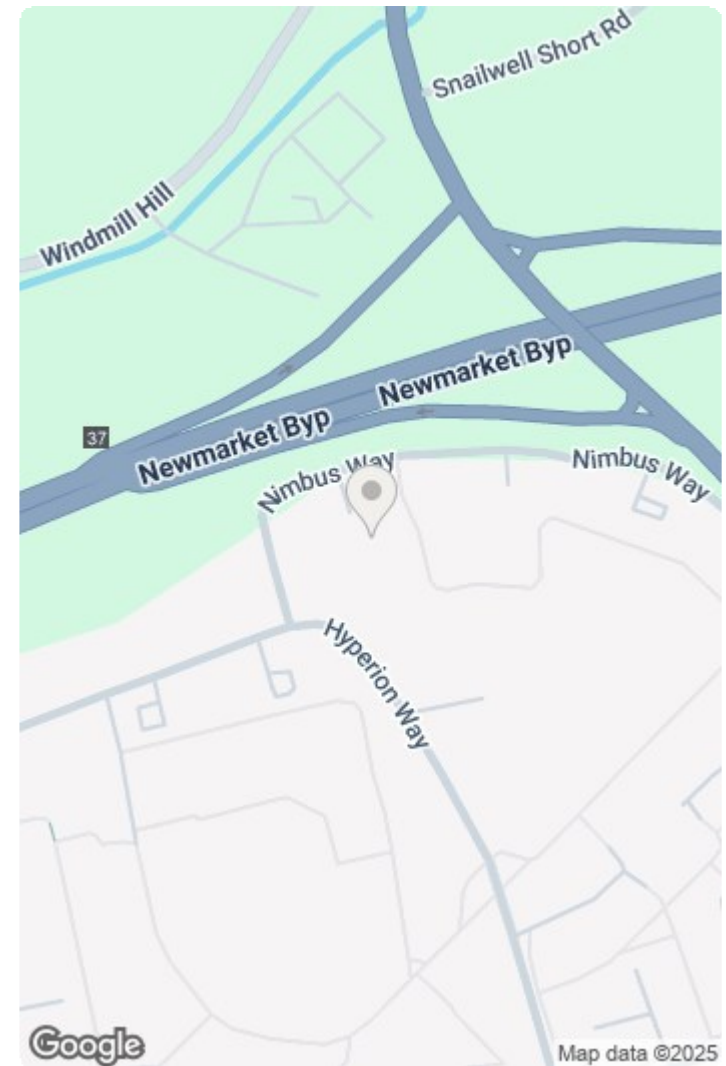 Snailwell Short Rd
Windmill Hill
Newmarket Byp
37
Newmarket Byp
Nimbus Way
Nimbus Way
Hyperion Way
Google
Map data ©2025